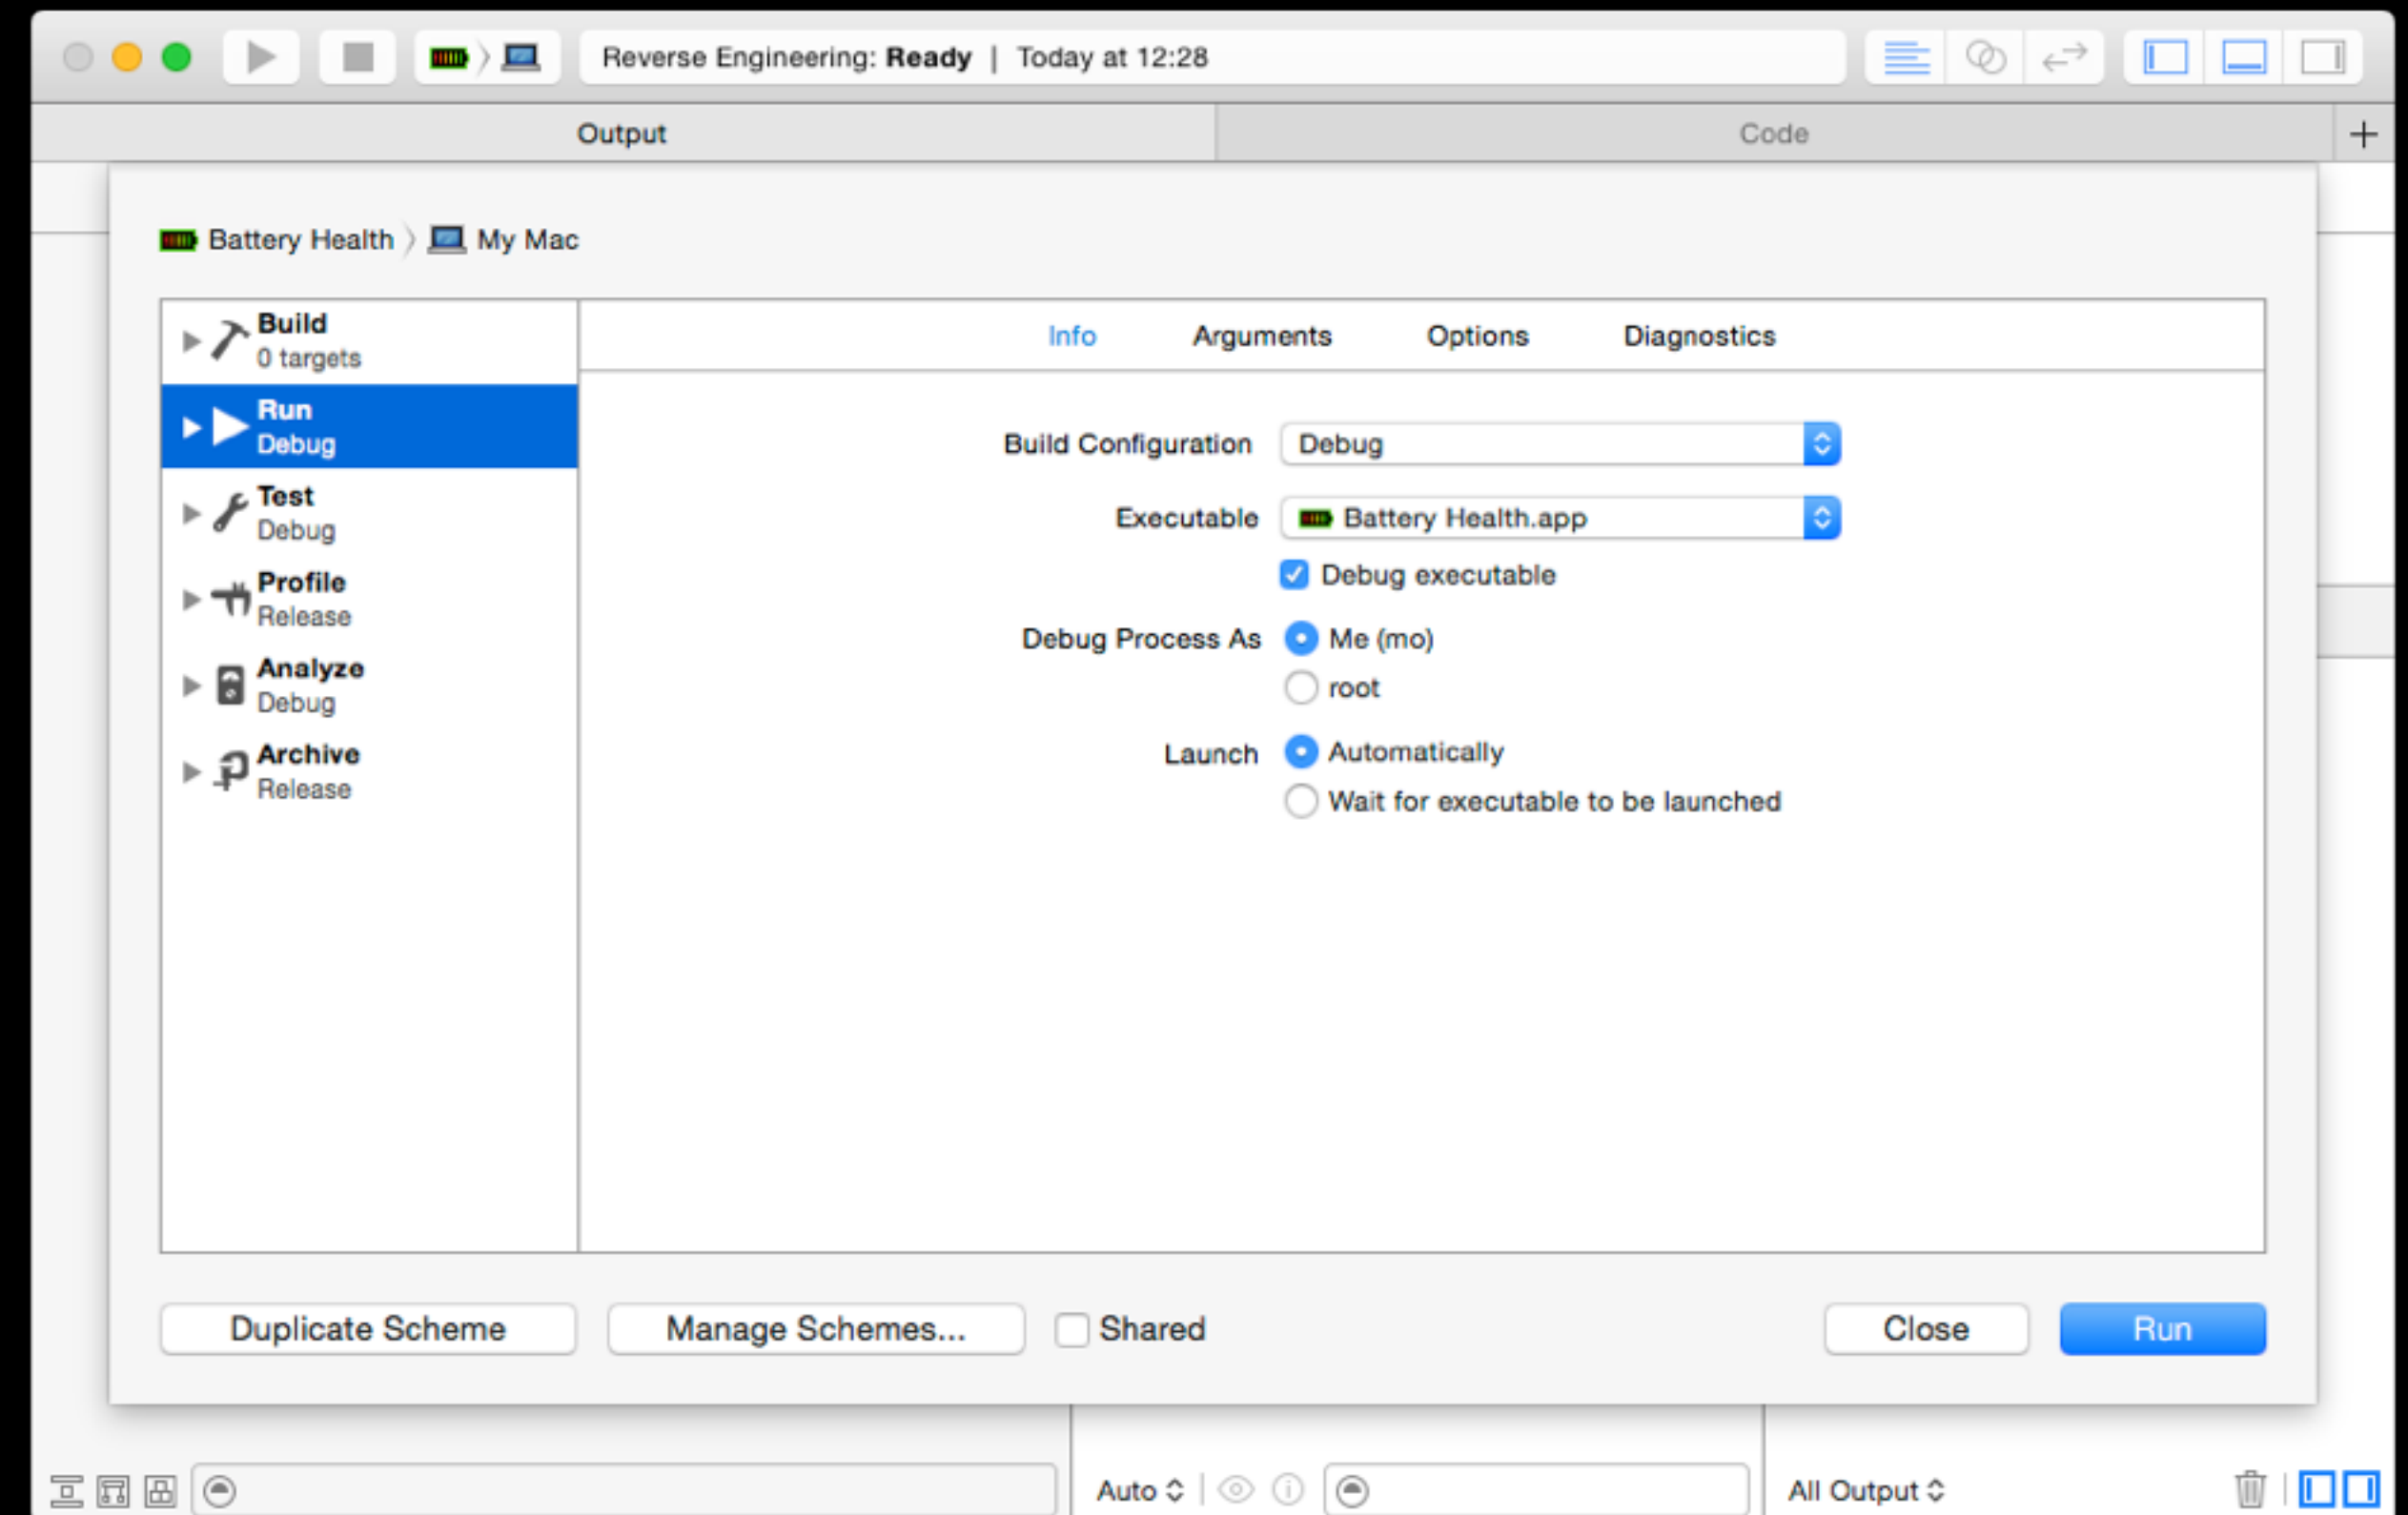 Reverse Engineering: Ready | Today at 12:28
Output
Code
Battery Health
My Mac
Build
0 targets
Run
Debug
Test
Debug
Profile
Release
Analyze
Debug
Archive
Release
Info
Arguments
Options
Diagnostics
Build Configuration
Debug
Executable
Battery Health.app
Debug executable
Debug Process As
Me (mo)
root
Launch
Automatically
Wait for executable to be launched
Duplicate Scheme
Manage Schemes...
Shared
Close
Run
Auto
All Output